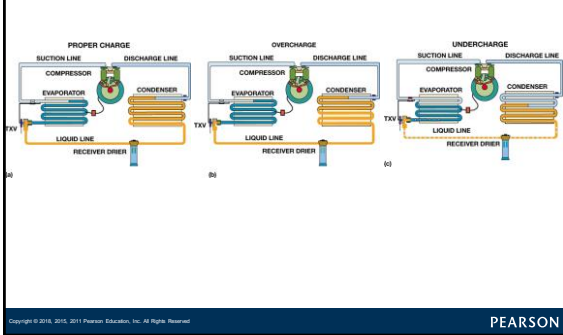 PROPER CHARGE
SUCTION LINE DISCHARGE LINE
COMPRESSOR
EVAPORATOR CONDENSER
TXV
LIQUID LINE
RECEIVER DRIER
(a)
OVERCHARGE
SUCTION LINE DISCHARGE LINE
COMPRESSOR
EVAPORATOR CONDENSER
TXV
LIQUID LINE
RECEIVER DRIER
(b)
UNDERCHARGE
SUCTION LINE DISCHARGE LINE
COMPRESSOR
EVAPORATOR CONDENSER
TXV
LIQUID LINE
RECEIVER DRIER
(c)
Copyright © 2018, 2015, 2011 Pearson Education, Inc. All Rights Reserved
PEARSON